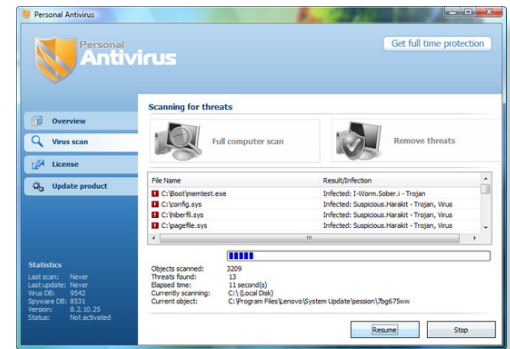 Personal Antivirus
Personal
Antivirus
Get full time protection
Overview
Virus scan
License
Update product
Scanning for threats
Full computer scan
Remove threats
File Name Result/Infection
C:\Boot\memtest.exe Infected: I-Worm.Sober.i - Trojan
C:\config.sys Infected: Suspicious.Harakit - Trojan, Virus
C:\hiberfil.sys Infected: Suspicious.Harakit - Trojan, Virus
C:\pagefile.sys Infected: Suspicious.Harakit - Trojan, Virus
Objects scanned: 3209
Threats found: 13
Elapsed time: 11 second(s)
Currently scanning: C:\ (Local Disk)
Current object: C:\Program Files\Lenovo\System Update\session\7bg675ww
Statistics
Last scan: Never
Last update: Never
Virus DB: 9542
Spyware DB: 8531
Version: 8.2.10.25
Status: Not activated
Resume
Stop